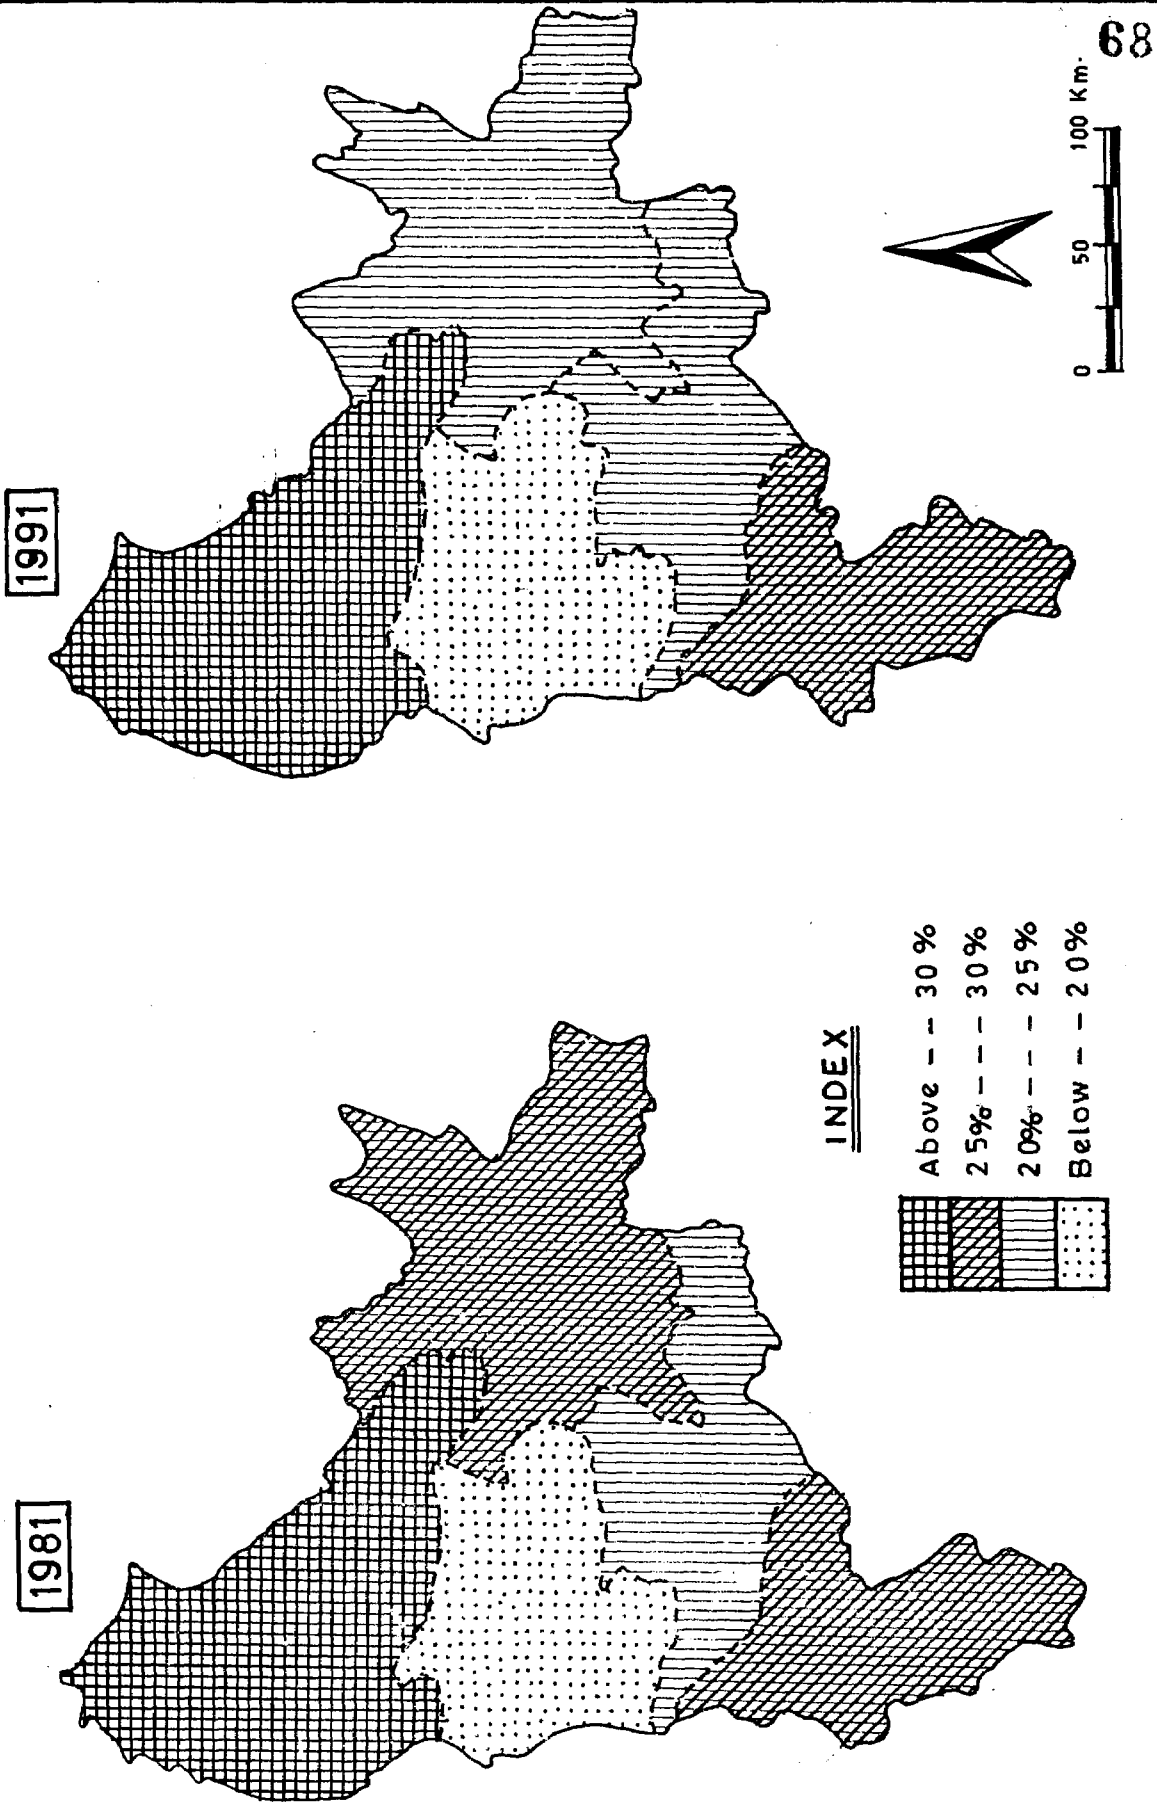 68
1981
1991
INDEX
Above -- 30%
25% --- 30%
20% --- 25%
Below -- 20%
0 50 100 Km.